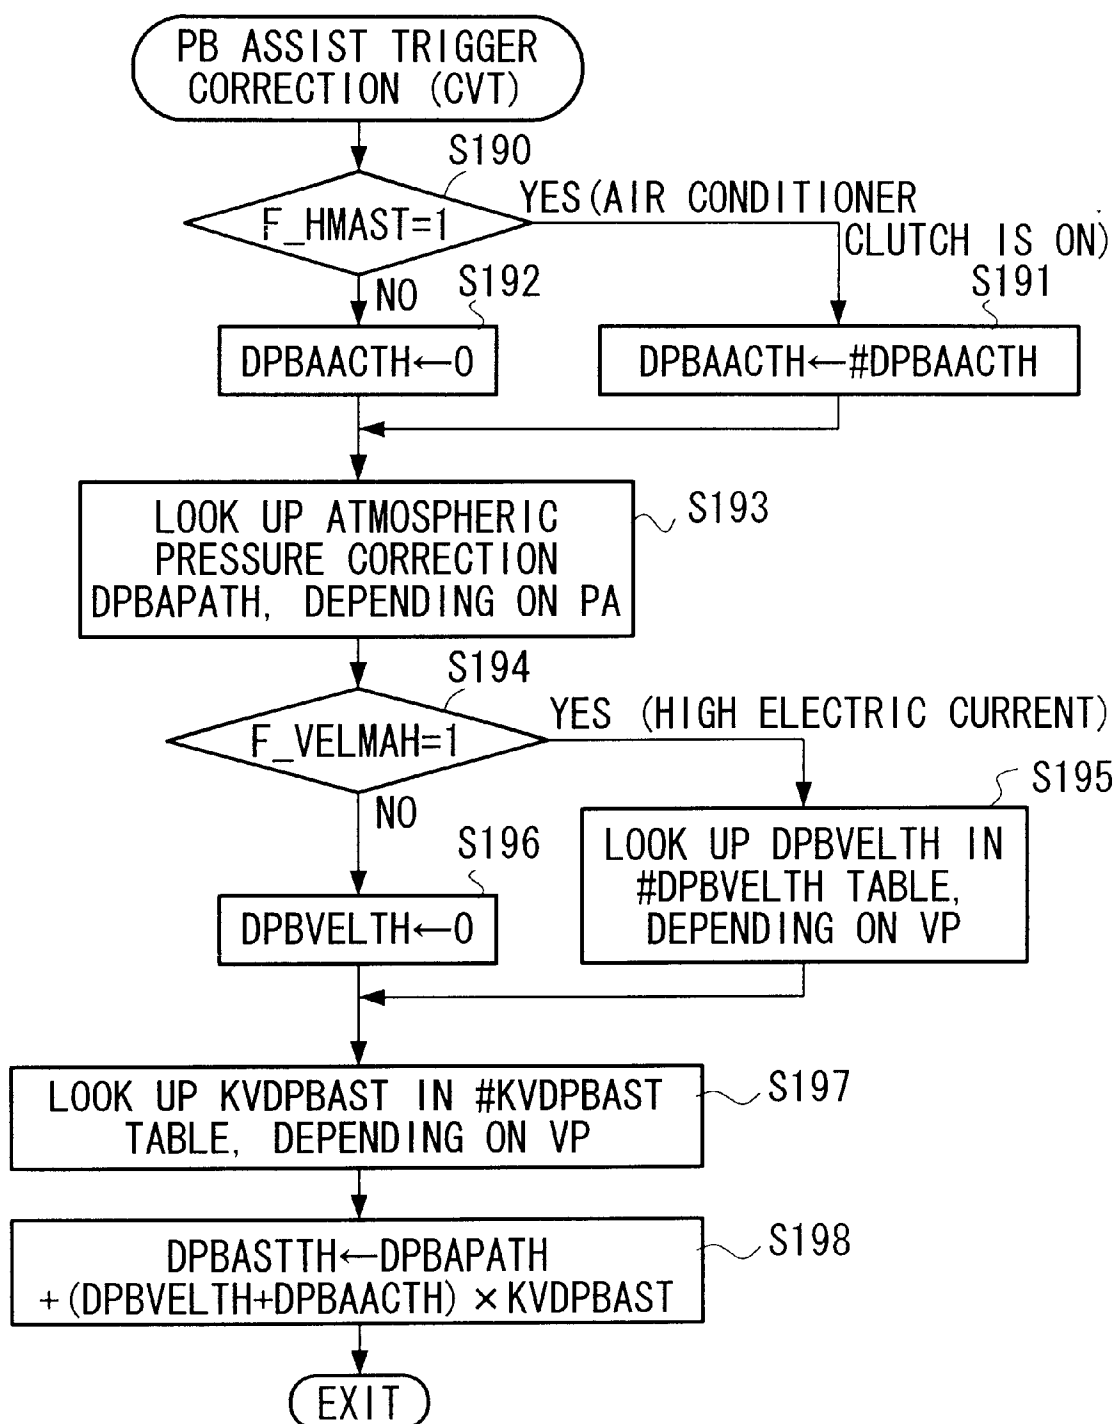 PB ASSIST TRIGGER
CORRECTION (CVT)
S190
F_HMAST=1
YES(AIR CONDITIONER
CLUTCH IS ON)
NO
S192
S191
DPBAACTH←0
DPBAACTH←#DPBAACTH
LOOK UP ATMOSPHERIC
PRESSURE CORRECTION
DPBAPATH, DEPENDING ON PA
S193
S194
F_VELMAH=1
YES (HIGH ELECTRIC CURRENT)
NO
S195
S196
LOOK UP DPBVELTH IN
#DPBVELTH TABLE,
DEPENDING ON VP
DPBVELTH←0
LOOK UP KVDPBAST IN #KVDPBAST
TABLE, DEPENDING ON VP
S197
DPBASTTH←DPBAPATH
+(DPBVELTH+DPBAACTH)×KVDPBAST
S198
EXIT